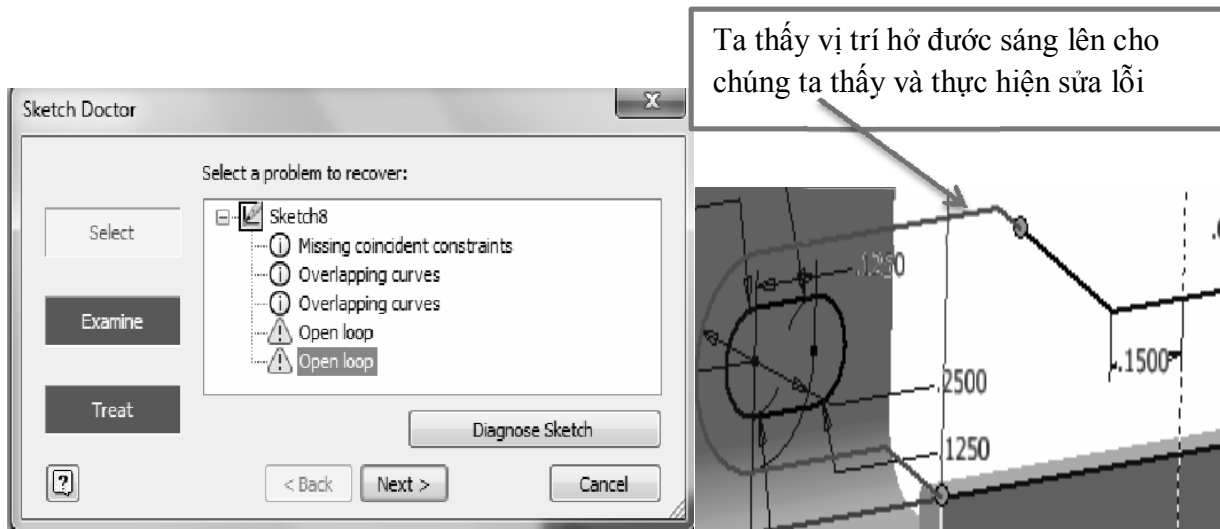 Ta thấy vị trí hở đước sáng lên cho
chúng ta thấy và thực hiện sửa lỗi
Sketch Doctor
Select a problem to recover:
Select
Examine
Treat
Sketch8
Missing coincident constraints
Overlapping curves
Overlapping curves
Open loop
Open loop
Diagnose Sketch
< Back
Next >
Cancel
.1250
.1500
.2500
.1250